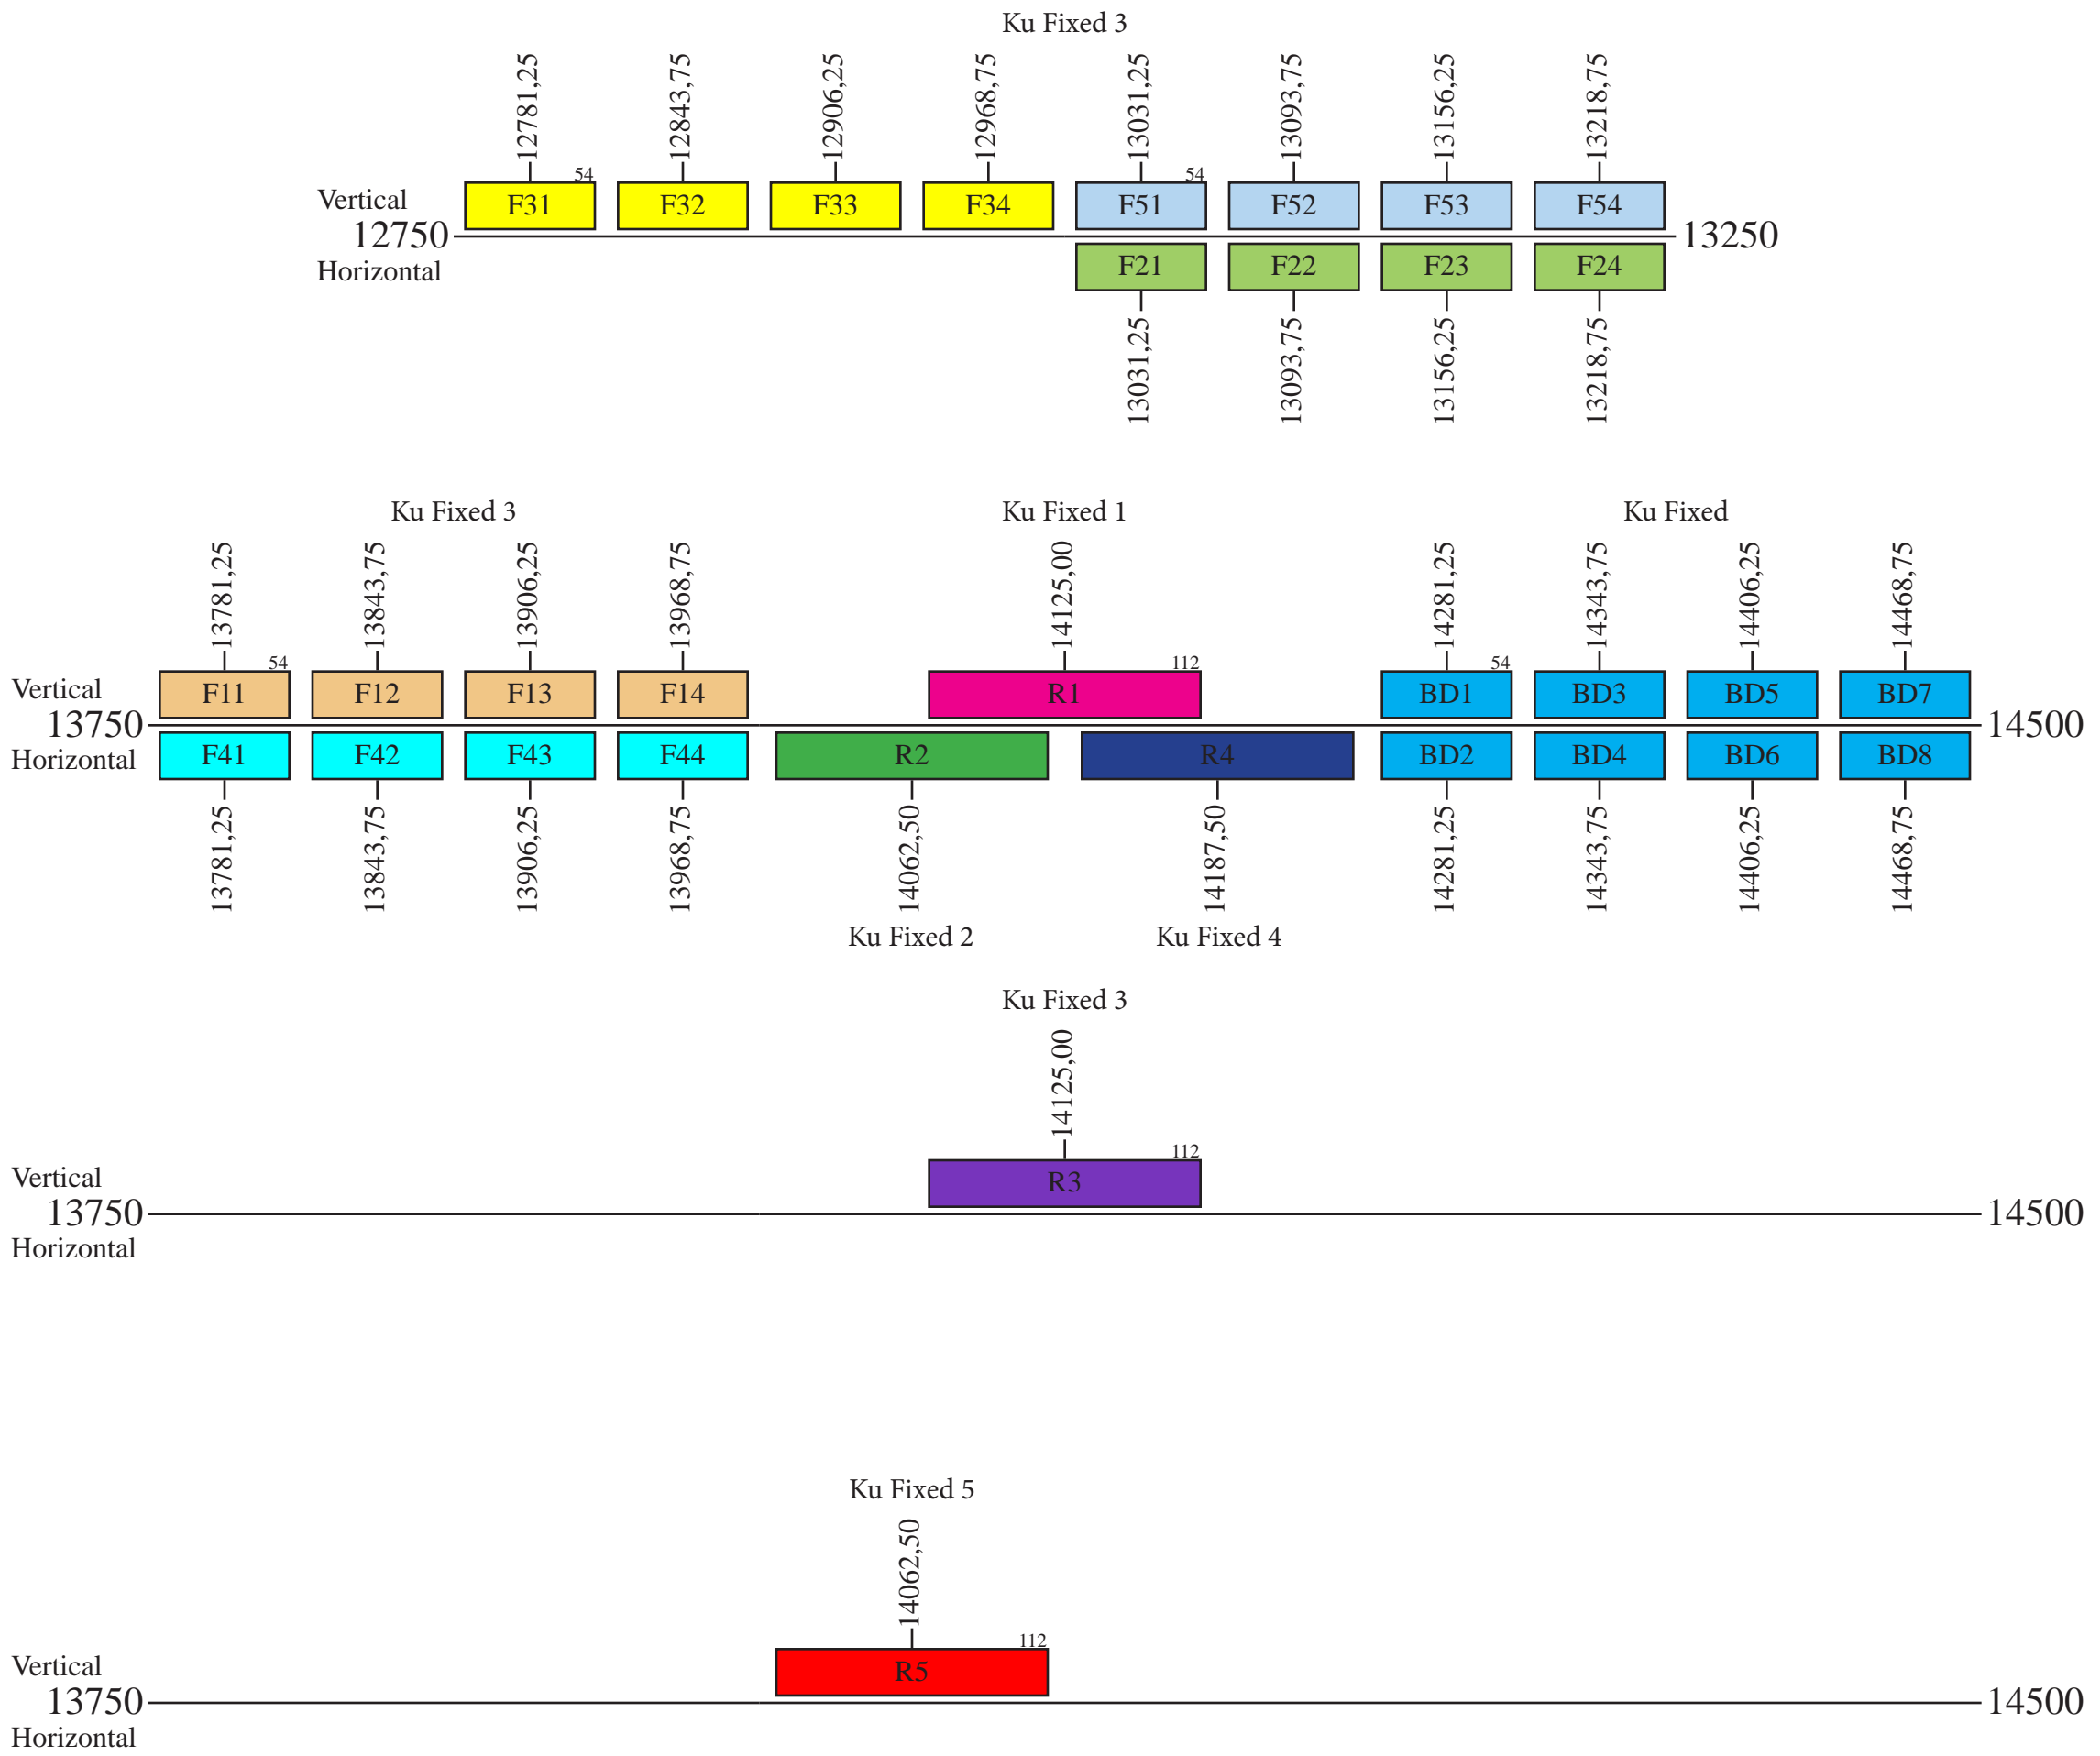 Ku Fixed 3
12781,25 12843,75 12906,25 12968,75 13031,25 13093,75 13156,25 13218,75
54 54
Vertical F31 F32 F33 F34 F51 F52 F53 F54
12750 13250
Horizontal F21 F22 F23 F24
13031,25 13093,75 13156,25 13218,75
Ku Fixed 3 Ku Fixed 1 Ku Fixed
13781,25 13843,75 13906,25 13968,75 14125,00 14281,25 14343,75 14406,25 14468,75
54 112 54
Vertical F11 F12 F13 F14 R1 BD1 BD3 BD5 BD7
13750 14500
Horizontal F41 F42 F43 F44 R2 R4 BD2 BD4 BD6 BD8
13781,25 13843,75 13906,25 13968,75 14062,50 14187,50 14281,25 14343,75 14406,25 14468,75
Ku Fixed 2 Ku Fixed 4
Ku Fixed 3
14125,00
112
Vertical R3
13750 14500
Horizontal
Ku Fixed 5
14062,50
112
Vertical R5
13750 14500
Horizontal